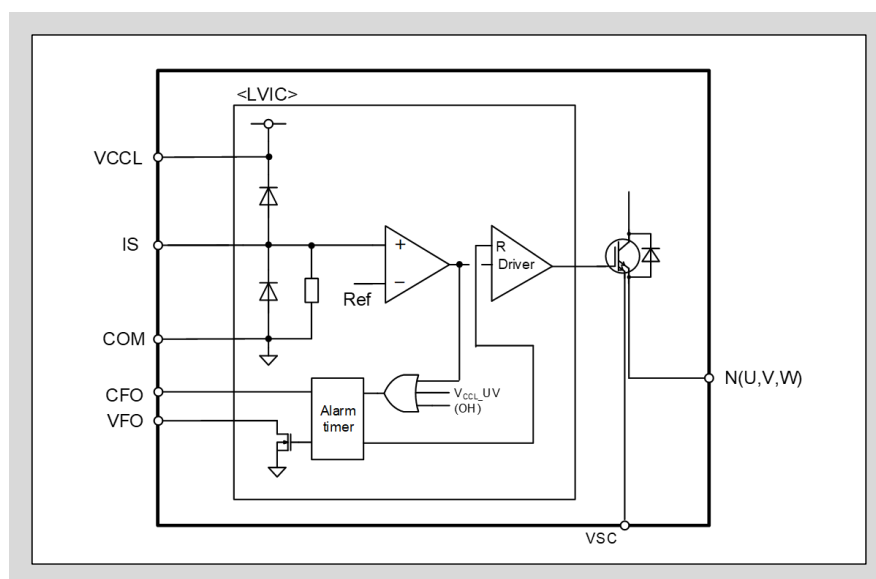 <LVIC>
VCCL
IS
COM
CFO
VFO
+
−
Ref
R
Driver
VCCL_UV
(OH)
Alarm
timer
N(U,V,W)
VSC